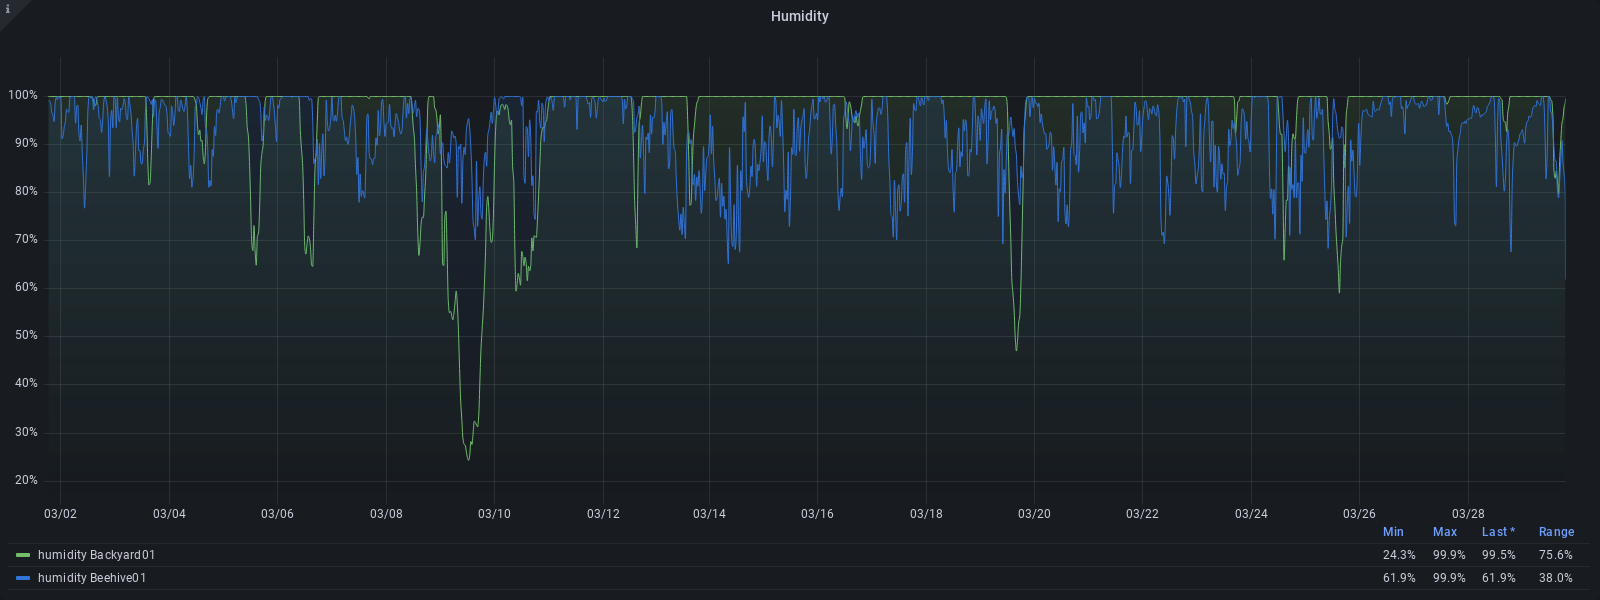 i
Humidity
100%
90%
80%
70%
60%
50%
40%
30%
20%
03/02 03/04 03/06 03/08 03/10 03/12 03/14 03/16 03/18 03/20 03/22 03/24 03/26 03/28
Min Max Last * Range
humidity Backyard01 24.3% 99.9% 99.5% 75.6%
humidity Beehive01 61.9% 99.9% 61.9% 38.0%